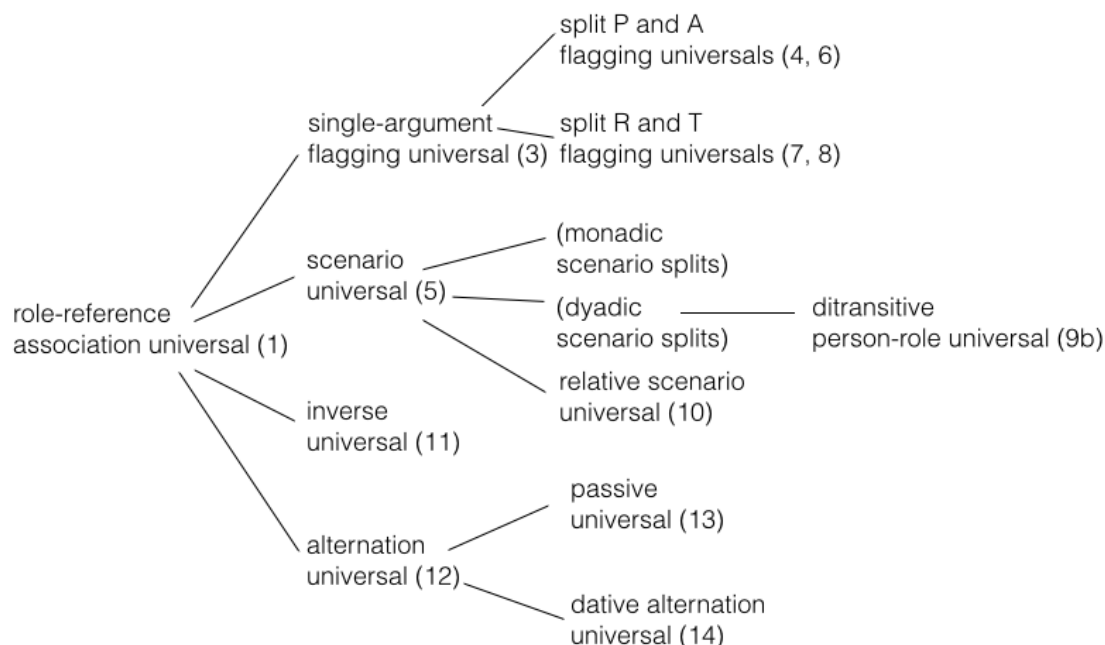 split P and A
flagging universals (4, 6)
single-argument
flagging universal (3)
split R and T
flagging universals (7, 8)
(monadic
scenario splits)
scenario
universal (5)
role-reference
association universal (1)
(dyadic
scenario splits)
ditransitive
person-role universal (9b)
relative scenario
universal (10)
inverse
universal (11)
passive
universal (13)
alternation
universal (12)
dative alternation
universal (14)